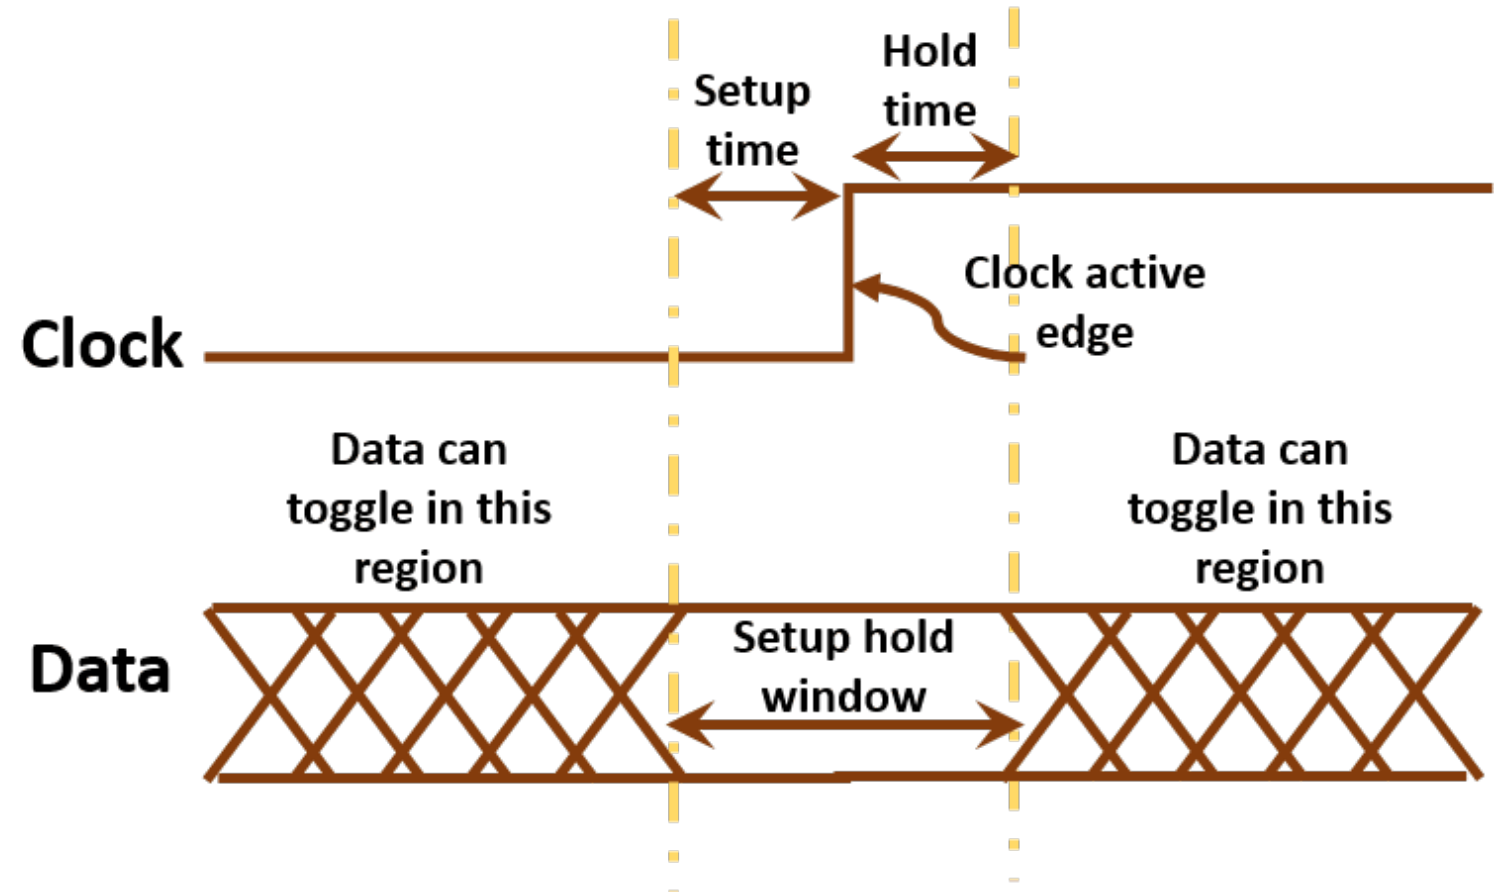 Hold
time
Setup
time
Clock active
edge
Clock
Data can
toggle in this
region
Data can
toggle in this
region
Setup hold
window
Data